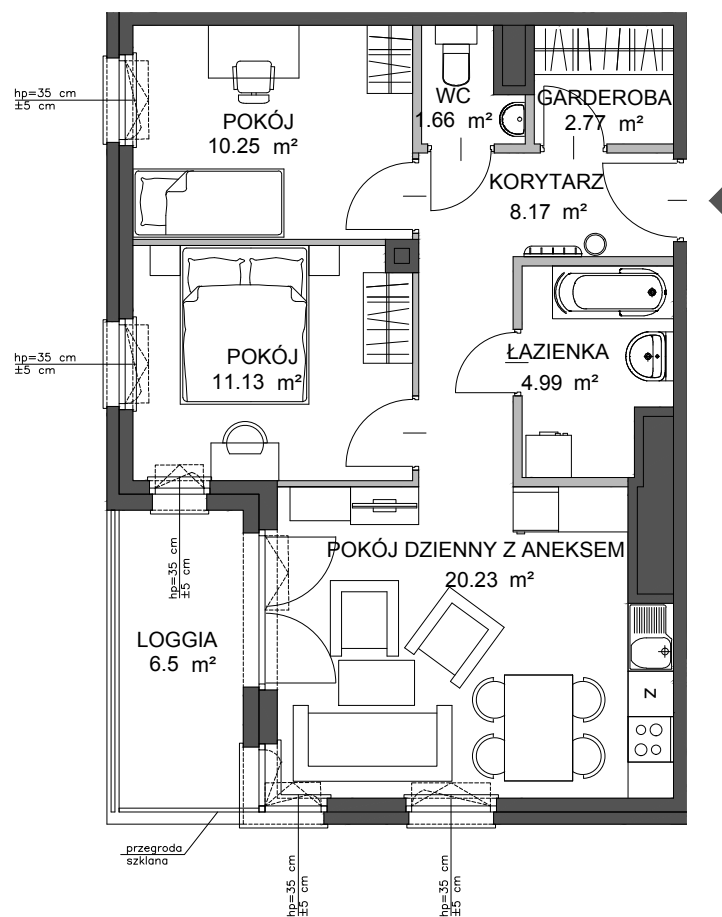 hp=35 cm
±5 cm
POKÓJ
10.25 m²
WC
1.66 m²
GARDEROBA
2.77 m²
KORYTARZ
8.17 m²
hp=35 cm
±5 cm
POKÓJ
11.13 m²
ŁAZIENKA
4.99 m²
hp=35 cm
±5 cm
POKÓJ DZIENNY Z ANEKSEM
20.23 m²
LOGGIA
6.5 m²
Z
przegroda
szklana
hp=35 cm
±5 cm
hp=35 cm
±5 cm